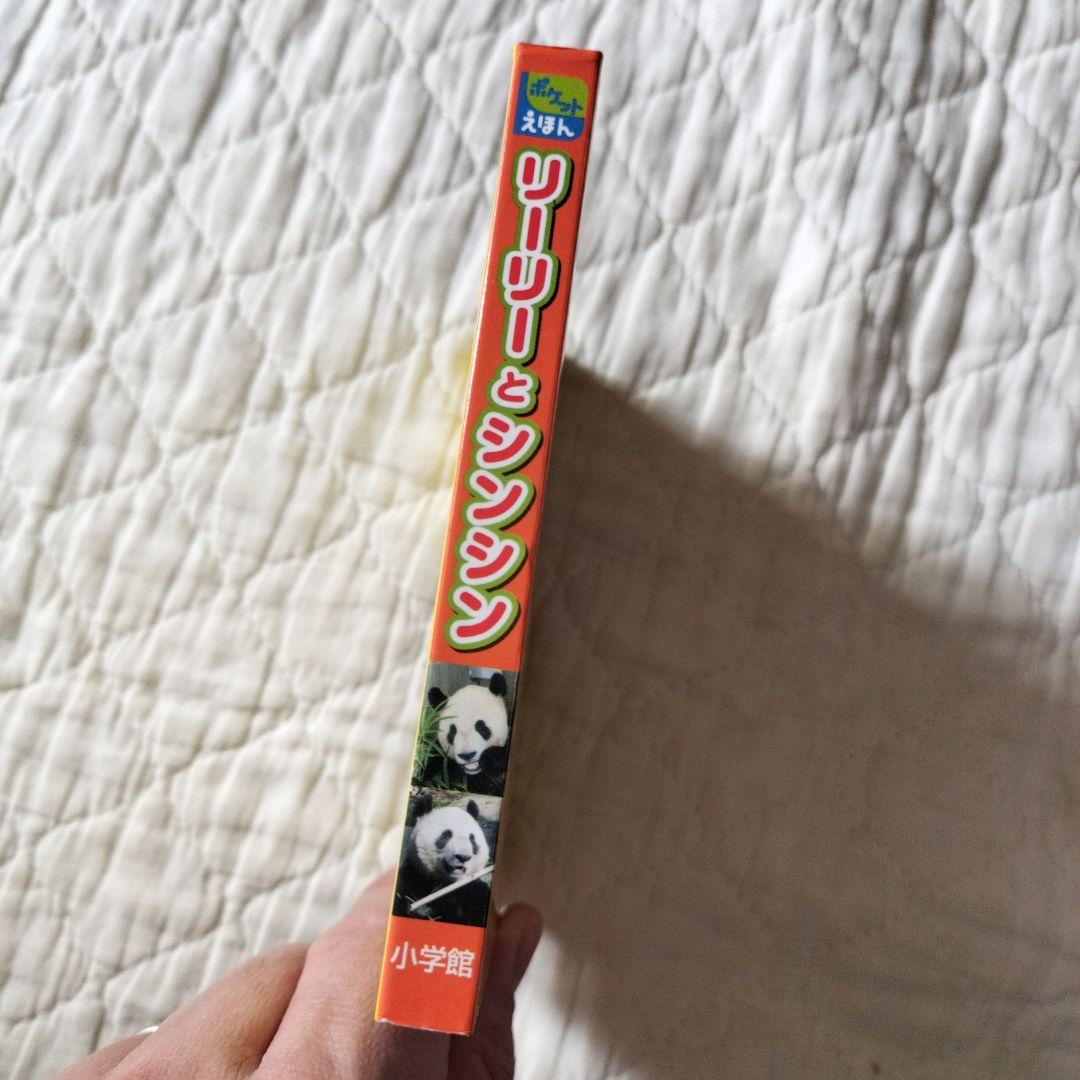 ポケット
えほん
リーリーとシンシン
小学館